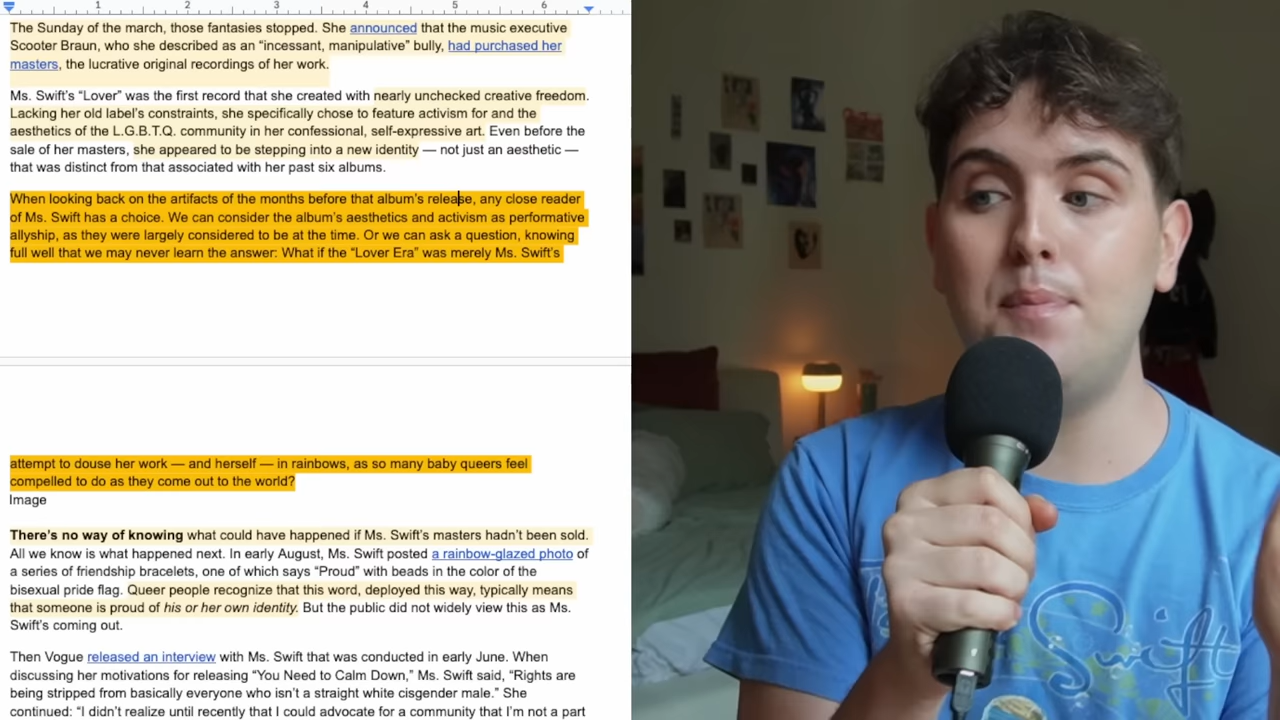 2
3
4
5
6
The Sunday of the march, those fantasies stopped. She announced that the music executive
Scooter Braun, who she described as an “incessant, manipulative” bully, had purchased her
masters, the lucrative original recordings of her work.
Ms. Swift’s “Lover” was the first record that she created with nearly unchecked creative freedom.
Lacking her old label’s constraints, she specifically chose to feature activism for and the
aesthetics of the L.G.B.T.Q. community in her confessional, self-expressive art. Even before the
sale of her masters, she appeared to be stepping into a new identity — not just an aesthetic —
that was distinct from that associated with her past six albums.
When looking back on the artifacts of the months before that album’s release, any close reader
of Ms. Swift has a choice. We can consider the album’s aesthetics and activism as performative
allyship, as they were largely considered to be at the time. Or we can ask a question, knowing
full well that we may never learn the answer: What if the “Lover Era” was merely Ms. Swift’s
attempt to douse her work — and herself — in rainbows, as so many baby queers feel
compelled to do as they come out to the world?
Image
There’s no way of knowing what could have happened if Ms. Swift’s masters hadn’t been sold.
All we know is what happened next. In early August, Ms. Swift posted a rainbow-glazed photo of
a series of friendship bracelets, one of which says “Proud” with beads in the color of the
bisexual pride flag. Queer people recognize that this word, deployed this way, typically means
that someone is proud of his or her own identity. But the public did not widely view this as Ms.
Swift’s coming out.
Then Vogue released an interview with Ms. Swift that was conducted in early June. When
discussing her motivations for releasing “You Need to Calm Down,” Ms. Swift said, “Rights are
being stripped from basically everyone who isn’t a straight white cisgender male.” She
continued: “I didn’t realize until recently that I could advocate for a community that I’m not a part
Swift